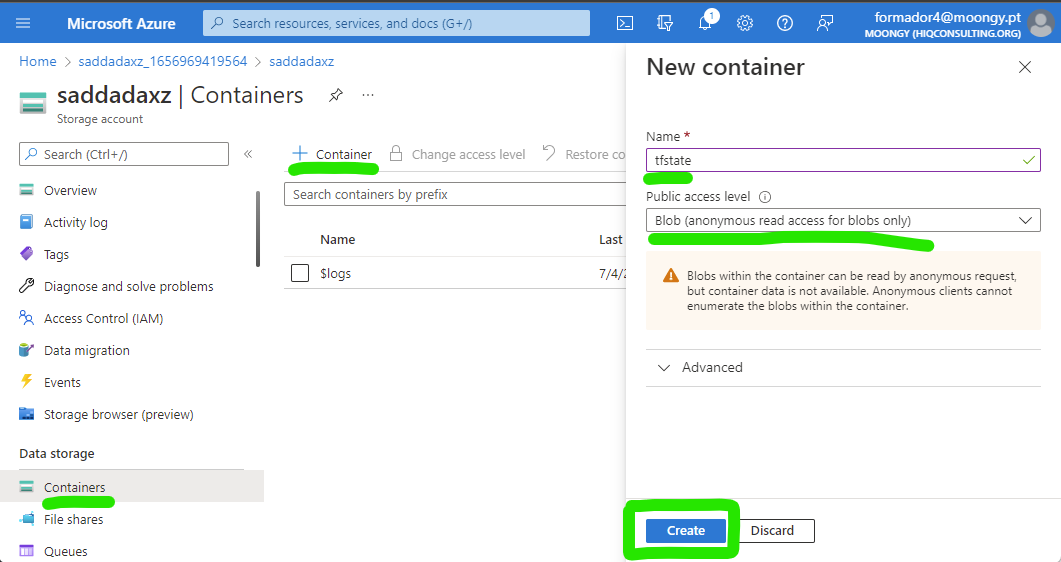 Microsoft Azure
Search resources, services, and docs (G+/)
1
formador4@moongy.pt
MOONGY (HIQCONSULTING.ORG)
Home > saddadaxz_1656969419564 > saddadaxz
saddadaxz | Containers
...
Storage account
Search (Ctrl+/)
«
Overview
Activity log
Tags
Diagnose and solve problems
Access Control (IAM)
Data migration
Events
Storage browser (preview)
Data storage
Containers
File shares
Queues
+ Container
Change access level
Restore co
Search containers by prefix
Name
Last
$logs
7/4/2
New container
Name *
tfstate
Public access level
Blob (anonymous read access for blobs only)
Blobs within the container can be read by anonymous request,
but container data is not available. Anonymous clients cannot
enumerate the blobs within the container.
Advanced
Create
Discard